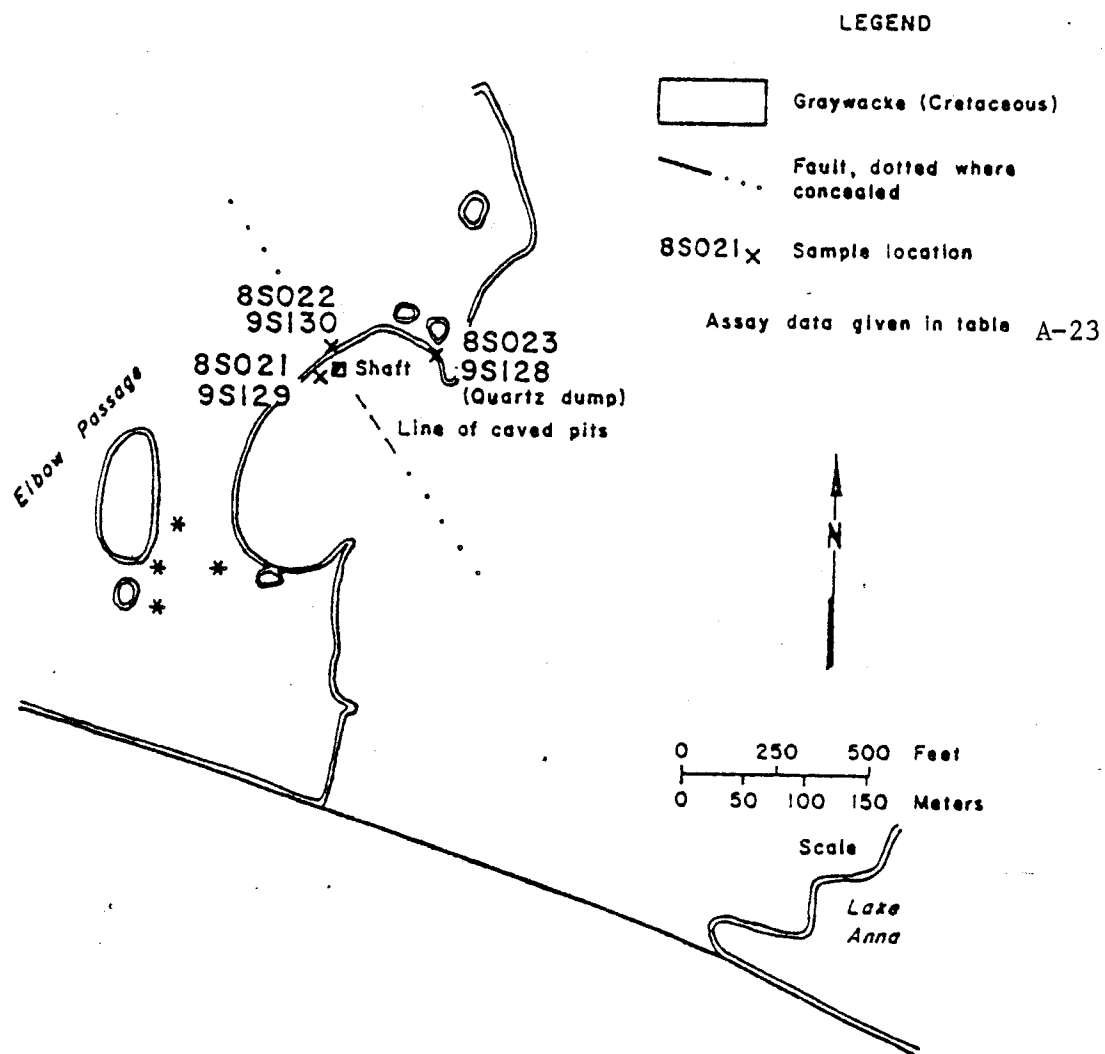 LEGEND
Graywacke (Cretaceous)
Fault, dotted where
concealed
8S021 x Sample location
Assay data given in table A-23
8S022
9S130
8S021
9S129
Shaft
8S023
9S128
(Quartz dump)
Line of caved pits
Elbow Passage
N
0 250 500 Feet
0 50 100 150 Meters
Scale
Lake
Anna